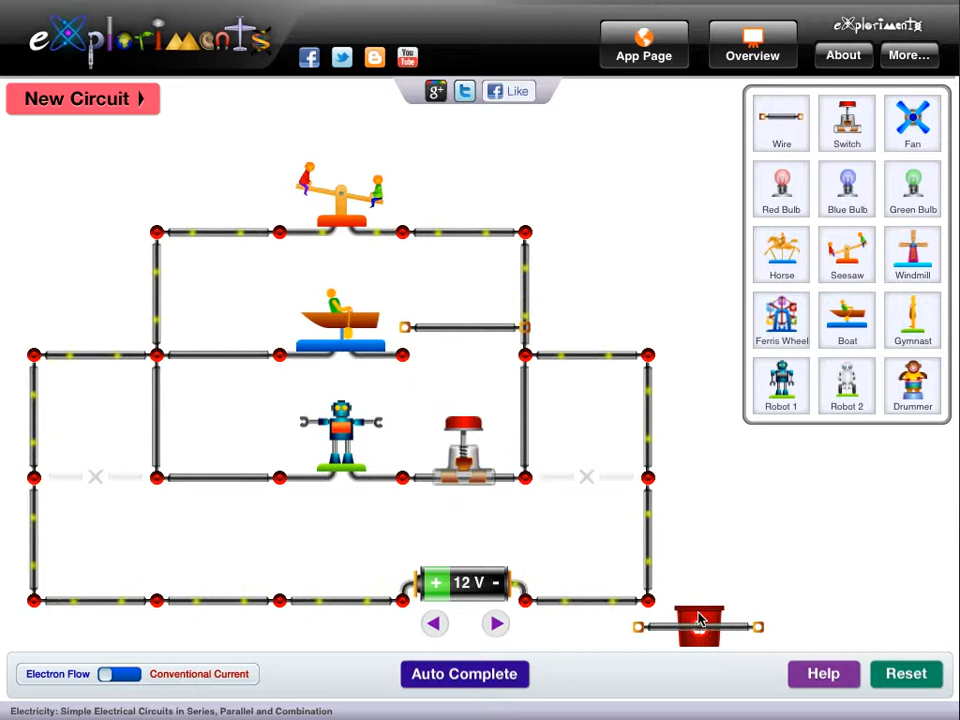 eXploriments
f
You
Tube
App Page
Overview
eXploriments
About
More...
g+
f Like
New Circuit
Wire
Switch
Fan
Red Bulb
Blue Bulb
Green Bulb
Horse
Seesaw
Windmill
Ferris Wheel
Boat
Gymnast
Robot 1
Robot 2
Drummer
+ 12 V -
Electron Flow
Conventional Current
Auto Complete
Help
Reset
Electricity: Simple Electrical Circuits in Series, Parallel and Combination